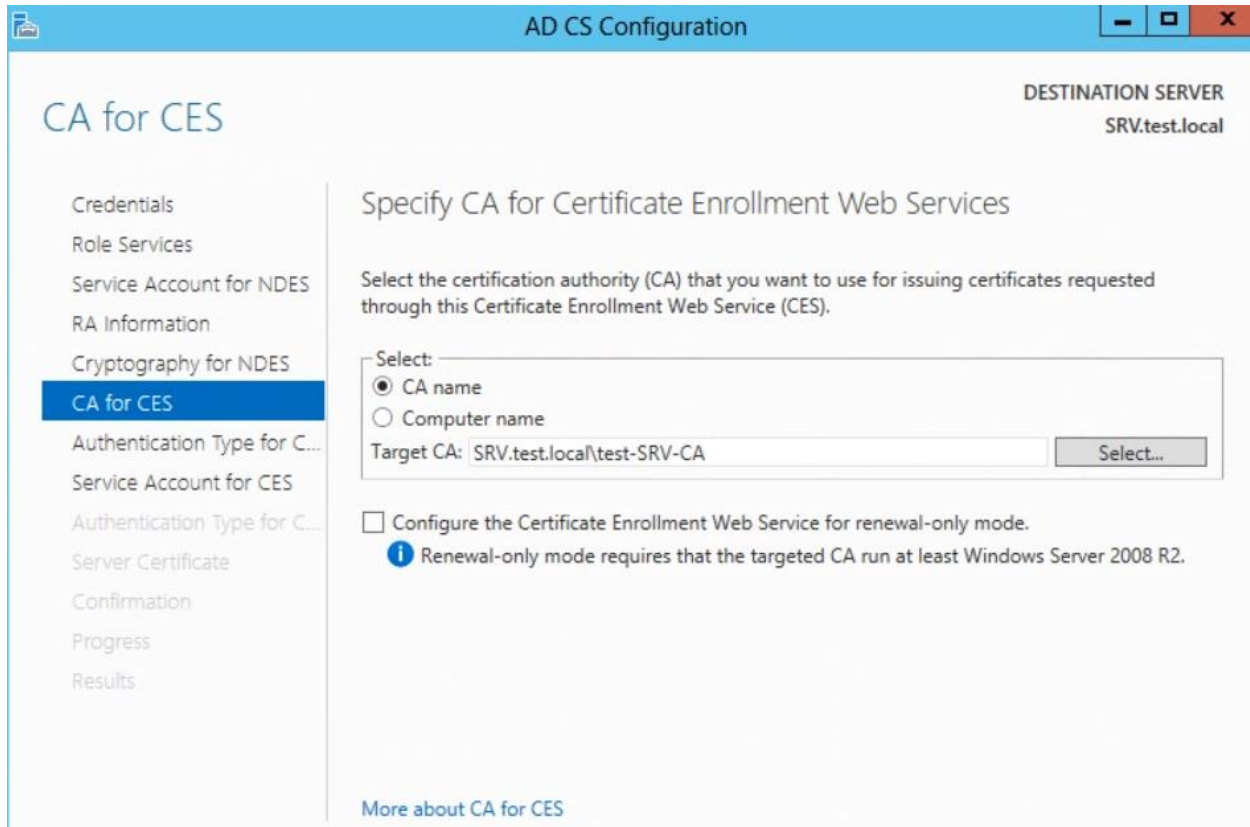 AD CS Configuration
DESTINATION SERVER
SRV.test.local
CA for CES
Credentials
Role Services
Service Account for NDES
RA Information
Cryptography for NDES
CA for CES
Authentication Type for C...
Service Account for CES
Authentication Type for C...
Server Certificate
Confirmation
Progress
Results
Specify CA for Certificate Enrollment Web Services
Select the certification authority (CA) that you want to use for issuing certificates requested
through this Certificate Enrollment Web Service (CES).
Select:
CA name
Computer name
Target CA: SRV.test.local\test-SRV-CA Select...
Configure the Certificate Enrollment Web Service for renewal-only mode.
Renewal-only mode requires that the targeted CA run at least Windows Server 2008 R2.
More about CA for CES